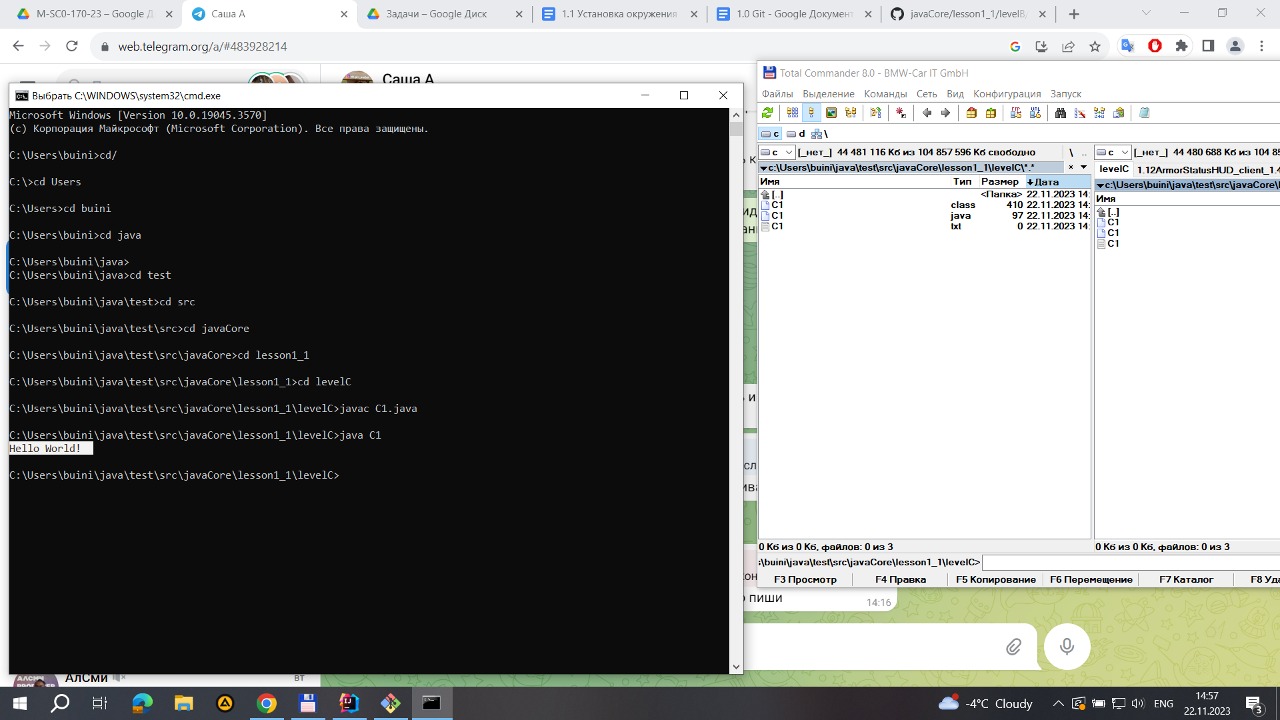 M-SC0-170-23 – Google Д
Саша А
Задачи – Google Диск
1.1 Установка окружения
1.0 Git - Google Документ
javaCore/lesson1_1/levelB
web.telegram.org/a/#483928214
Саша А
Выбрать C:\WINDOWS\system32\cmd.exe
Microsoft Windows [Version 10.0.19045.3570]
(c) Корпорация Майкрософт (Microsoft Corporation). Все права защищены.
C:\Users\buini>cd/
C:\>cd Users
C:\Users>cd buini
C:\Users\buini>cd java
C:\Users\buini\java>
C:\Users\buini\java>cd test
C:\Users\buini\java\test>cd src
C:\Users\buini\java\test\src>cd javaCore
C:\Users\buini\java\test\src\javaCore>cd lesson1_1
C:\Users\buini\java\test\src\javaCore\lesson1_1>cd levelC
C:\Users\buini\java\test\src\javaCore\lesson1_1\levelC>javac C1.java
C:\Users\buini\java\test\src\javaCore\lesson1_1\levelC>java C1
Hello World!
C:\Users\buini\java\test\src\javaCore\lesson1_1\levelC>
Total Commander 8.0 - BMW-Car IT GmbH
Файлы Выделение Команды Сеть Вид Конфигурация Запуск
c d \
c [_нет_] 44 481 116 Кб из 104 857 596 Кб свободно \ ..
c:\Users\buini\java\test\src\javaCore\lesson1_1\levelC\*.*
Имя Тип Размер Дата
[..] <Папка> 22.11.2023 14:
C1 class 410 22.11.2023 14:
C1 java 97 22.11.2023 14:
C1 txt 0 22.11.2023 14:
0 Кб из 0 Кб, файлов: 0 из 3
c [_нет_] 44 480 688 Кб из 104 85
levelC 1.12ArmorStatusHUD_client_1.4
c:\Users\buini\java\test\src\javaCore\l
Имя
[..]
C1
C1
C1
0 Кб из 0 Кб, файлов: 0 из 3
:\buini\java\test\src\javaCore\lesson1_1\levelC>
F3 Просмотр F4 Правка F5 Копирование F6 Перемещение F7 Каталог F8 Уда
пиши
14:16
АлСми
вт
-4°C Cloudy
ENG
14:57
22.11.2023
3